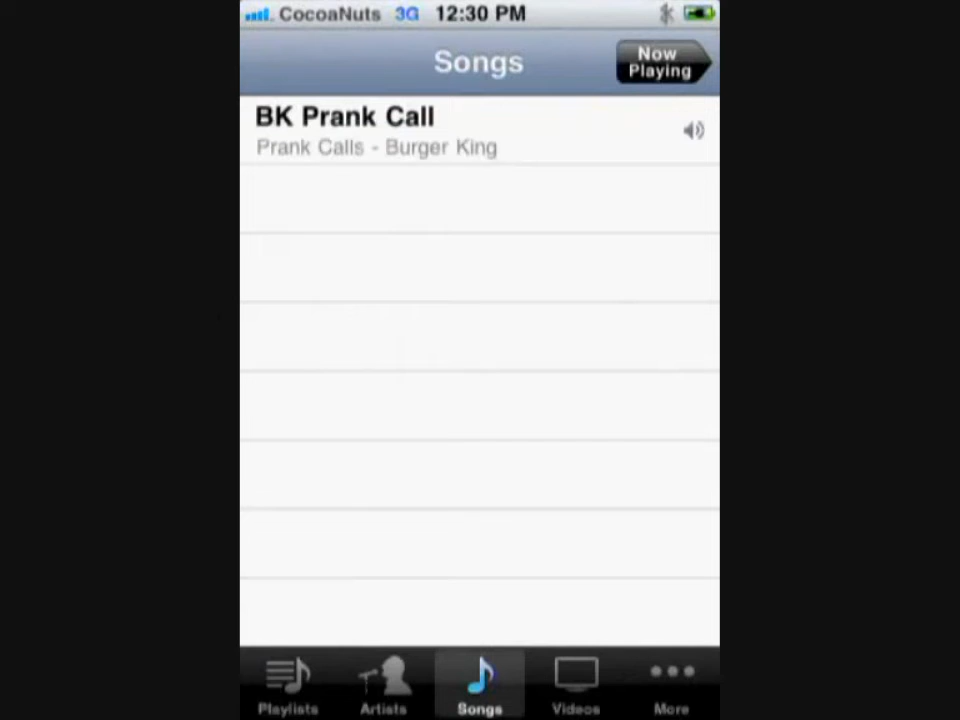 CocoaNuts 3G 12:30 PM
Songs
Now
Playing
BK Prank Call
Prank Calls - Burger King
Playlists Artists Songs Videos More